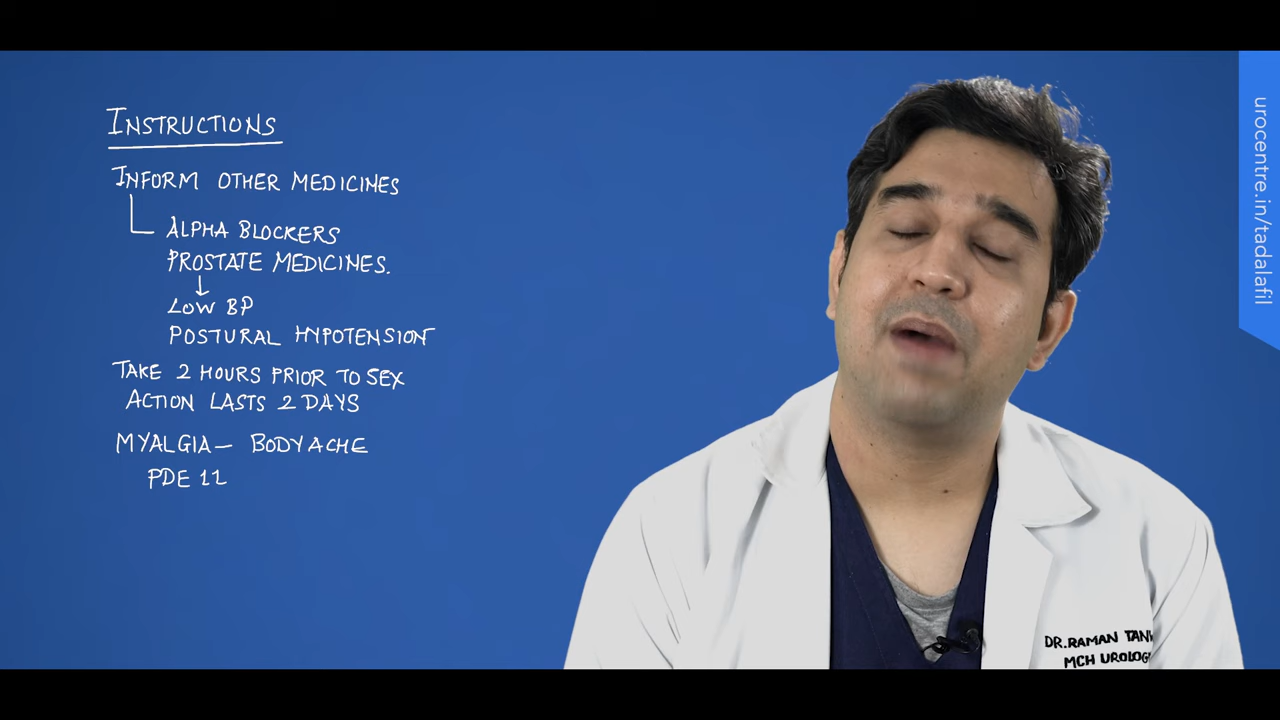 INSTRUCTIONS
INFORM OTHER MEDICINES
ALPHA BLOCKERS
PROSTATE MEDICINES.
LOW BP
POSTURAL HYPOTENSION
TAKE 2 HOURS PRIOR TO SEX
ACTION LASTS 2 DAYS
MYALGIA – BODYACHE
PDE 11
urocentre.in/tadalafil
DR.RAMAN TANW
MCH UROLOG